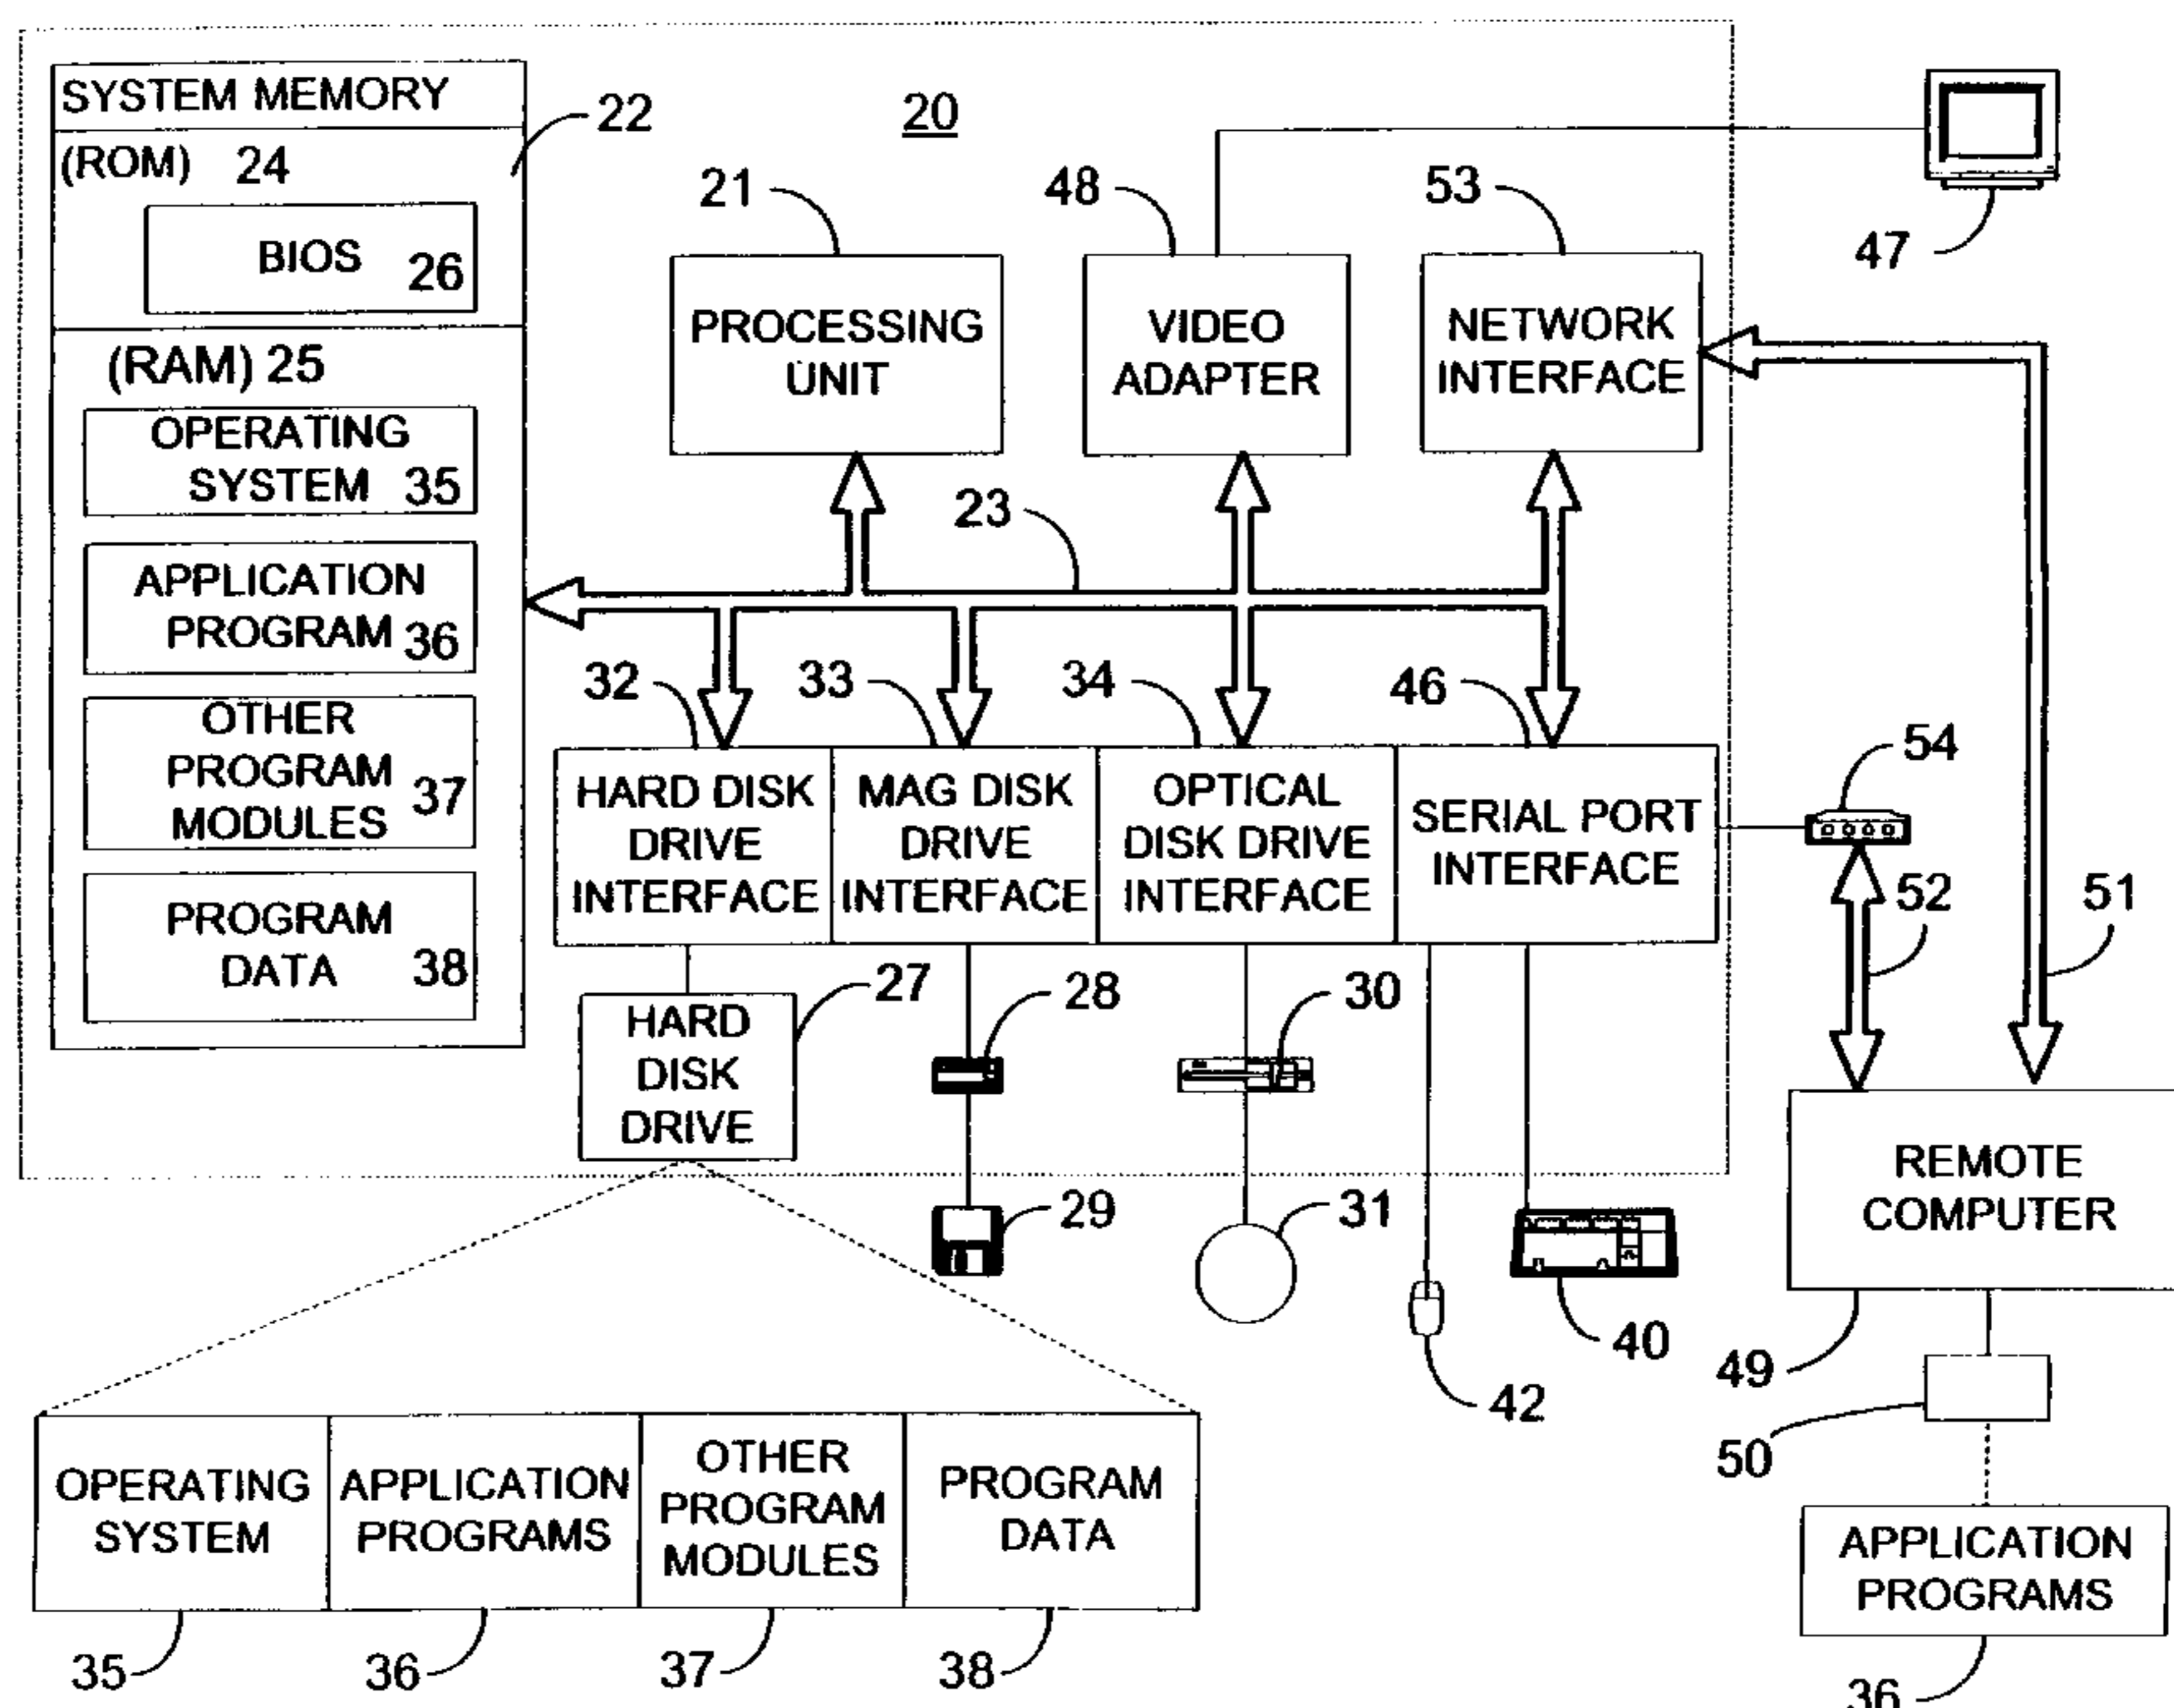 SYSTEM MEMORY
22
20
(ROM) 24
BIOS 26
21
48
53
47
PROCESSING
UNIT
VIDEO
ADAPTER
NETWORK
INTERFACE
(RAM) 25
OPERATING
SYSTEM 35
APPLICATION
PROGRAM 36
OTHER
PROGRAM
MODULES 37
PROGRAM
DATA 38
23
32
33
34
46
HARD DISK
DRIVE
INTERFACE
MAG DISK
DRIVE
INTERFACE
OPTICAL
DISK DRIVE
INTERFACE
SERIAL PORT
INTERFACE
54
52
51
HARD
DISK
DRIVE
27
28
30
29
31
42
40
REMOTE
COMPUTER
49
50
OPERATING
SYSTEM
APPLICATION
PROGRAMS
OTHER
PROGRAM
MODULES
PROGRAM
DATA
35
36
37
38
APPLICATION
PROGRAMS
36